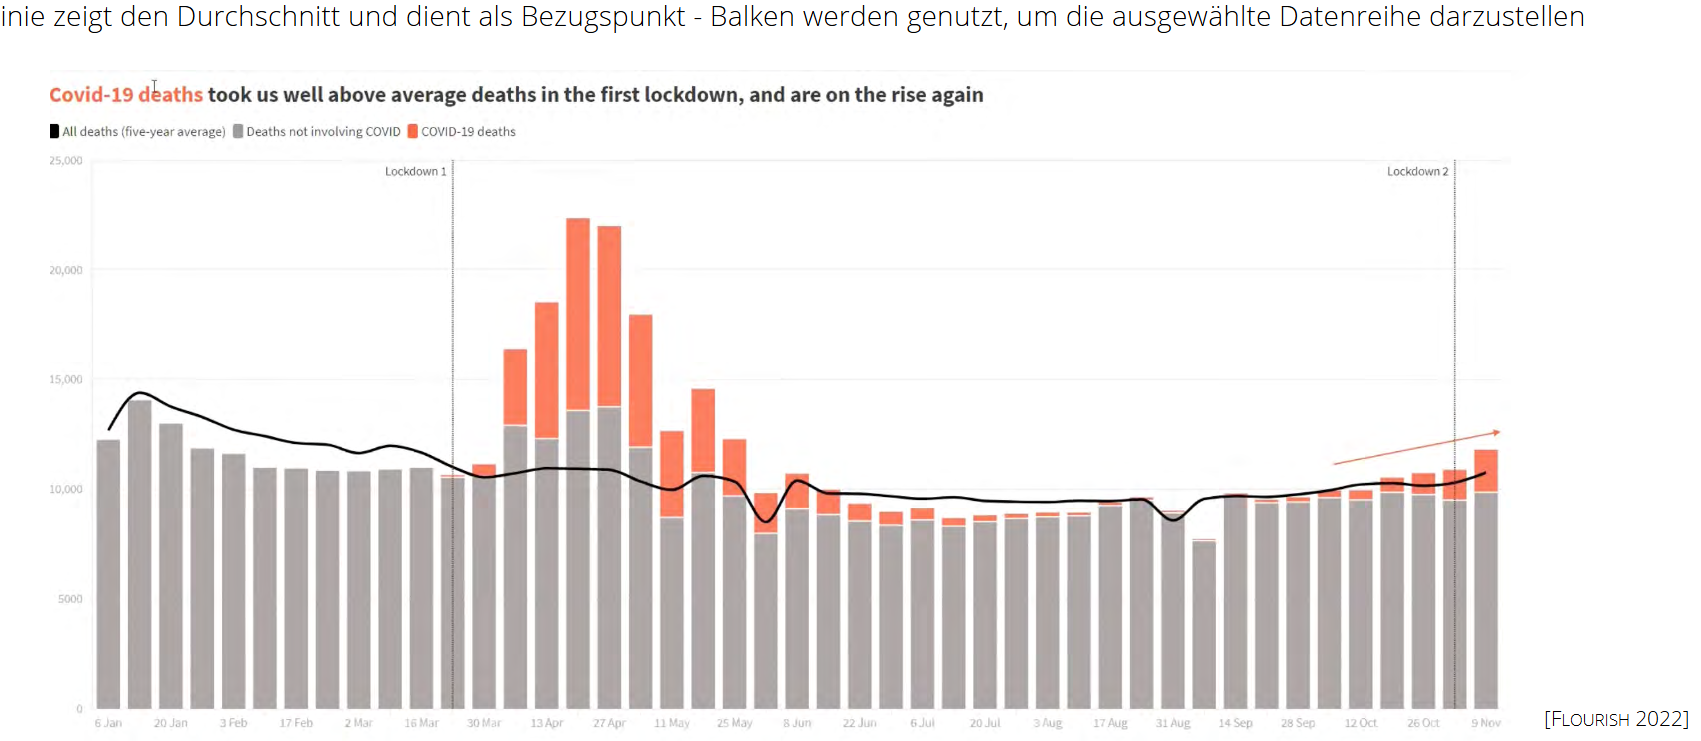 inie zeigt den Durchschnitt und dient als Bezugspunkt - Balken werden genutzt, um die ausgewählte Datenreihe darzustellen
Covid-19 deaths took us well above average deaths in the first lockdown, and are on the rise again
All deaths (five-year average) Deaths not involving COVID COVID-19 deaths
25,000
Lockdown 1 Lockdown 2
20,000
15,000
10,000
5000
0
6 Jan 20 Jan 3 Feb 17 Feb 2 Mar 16 Mar 30 Mar 13 Apr 27 Apr 11 May 25 May 8 Jun 22 Jun 6 Jul 20 Jul 3 Aug 17 Aug 31 Aug 14 Sep 28 Sep 12 Oct 26 Oct 9 Nov
[FLOURISH 2022]